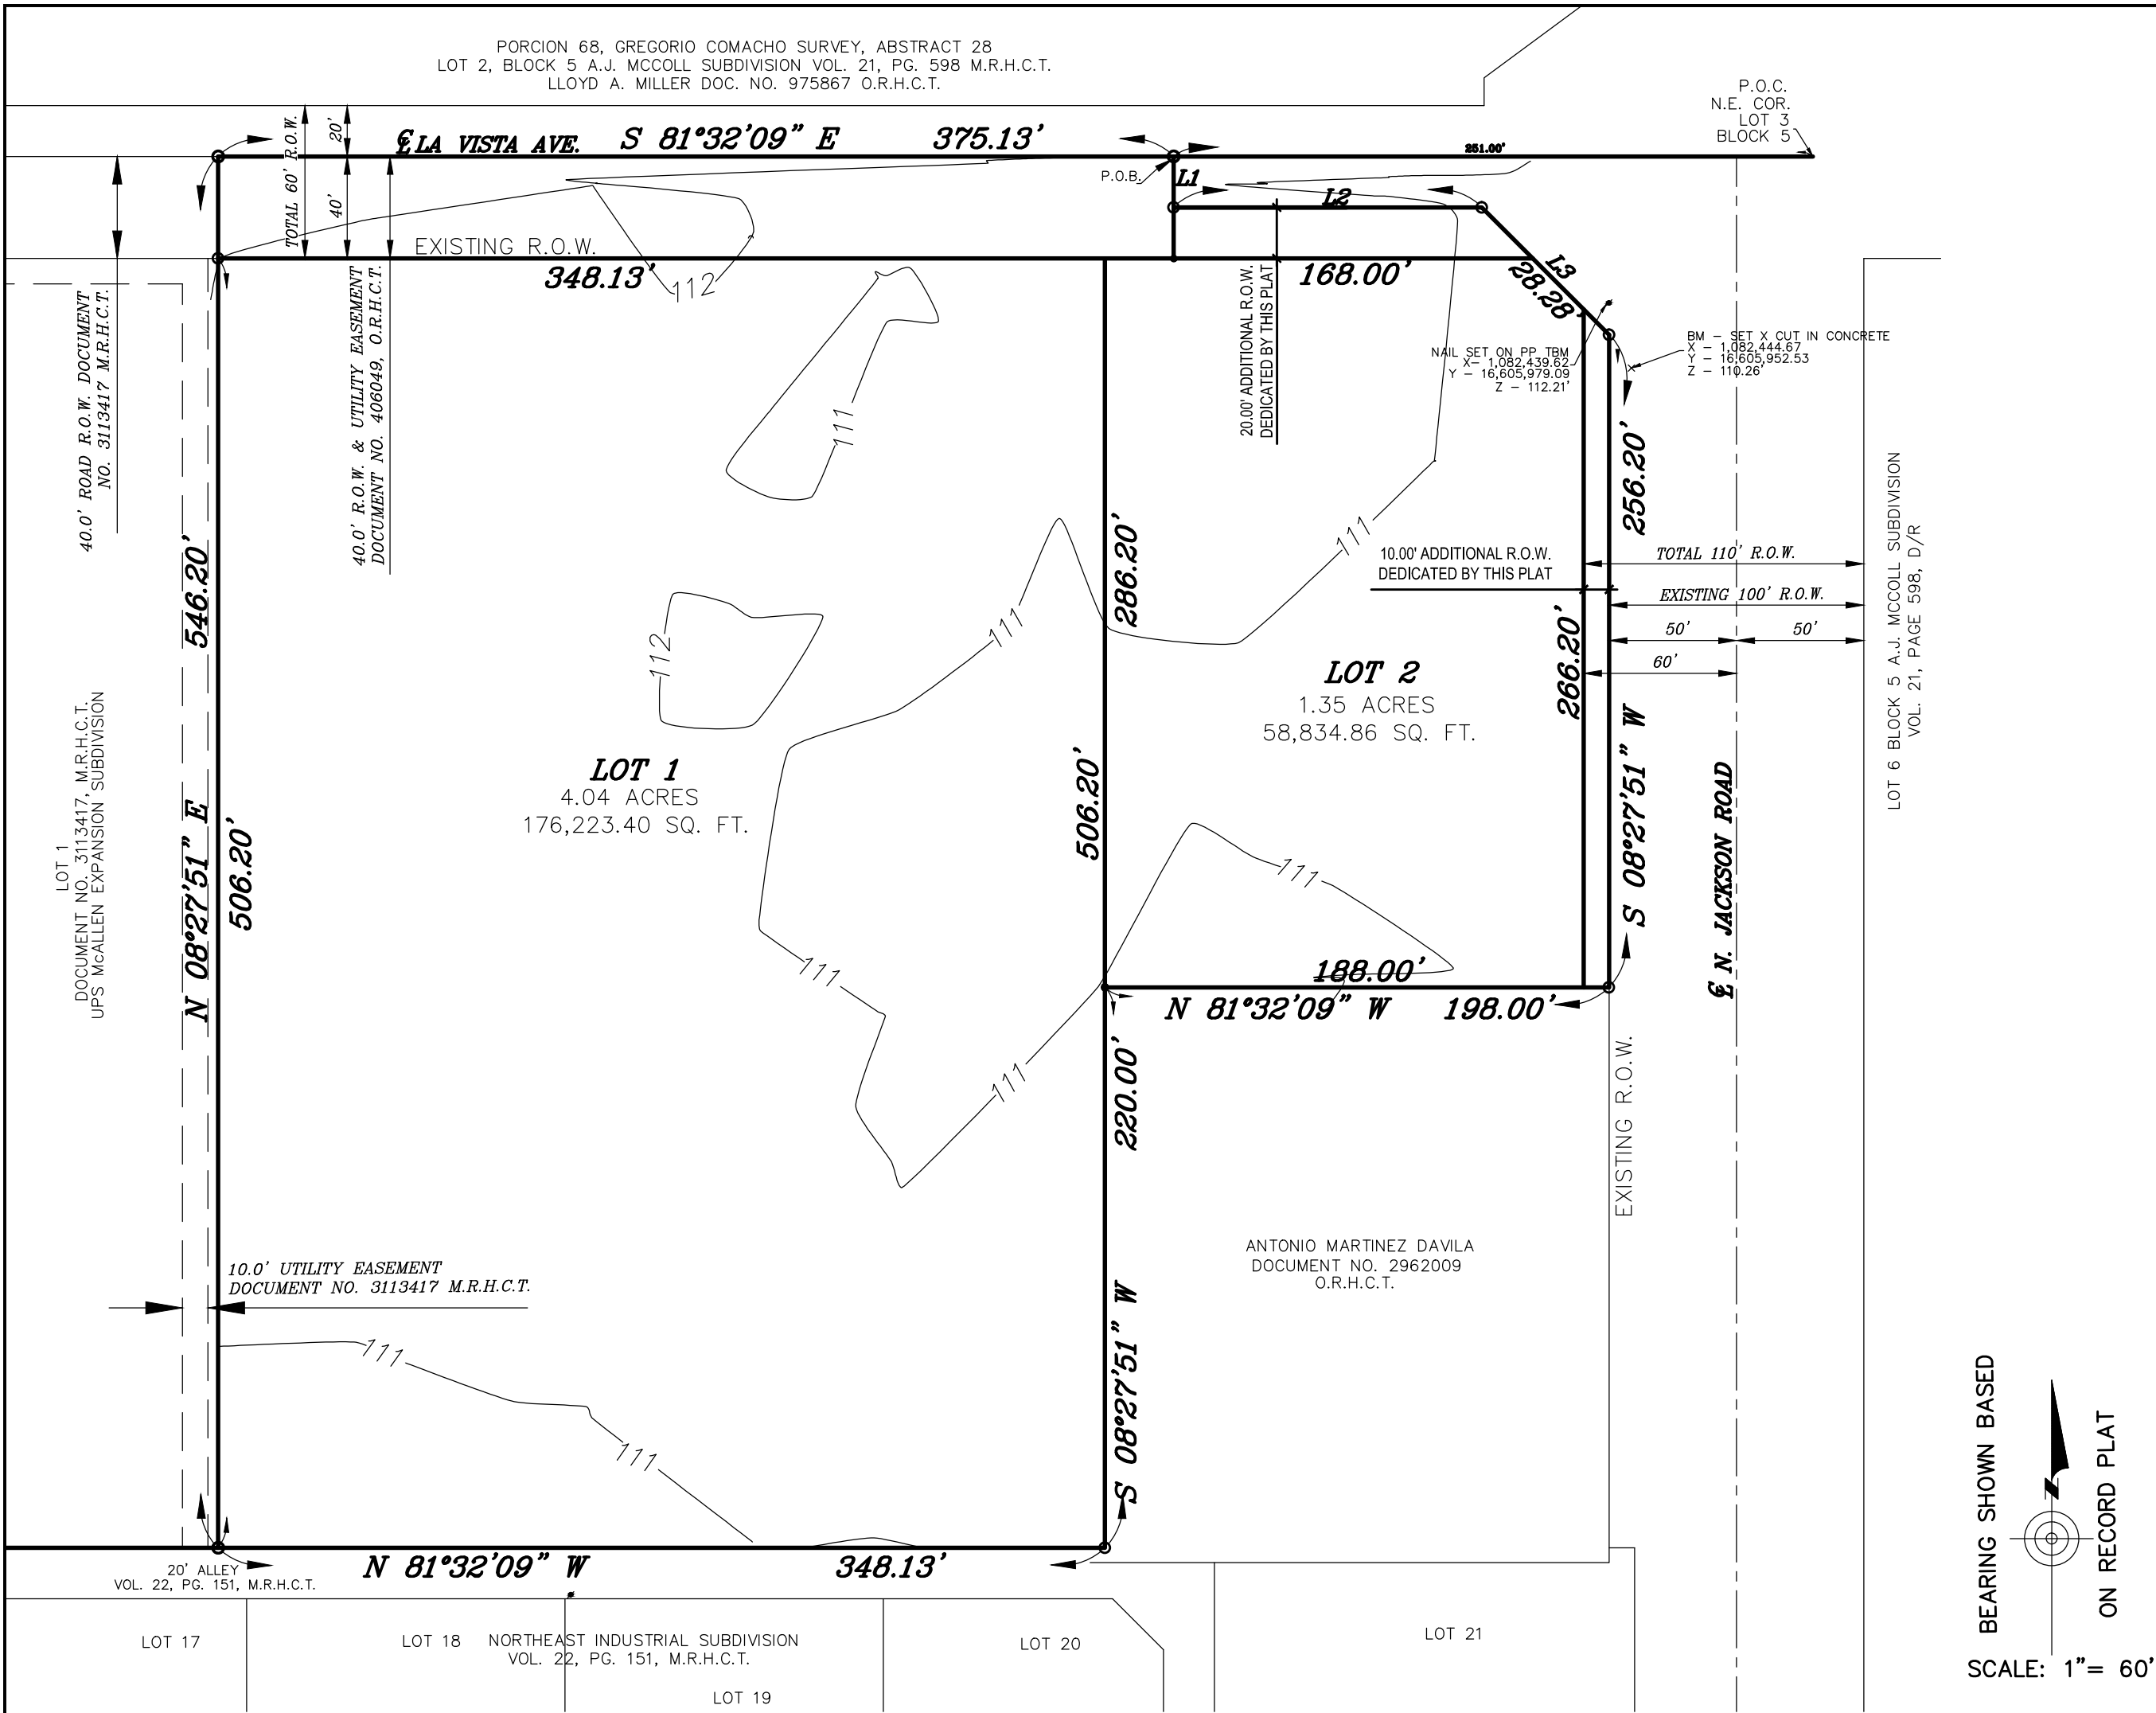 PORCION 68, GREGORIO COMACHO SURVEY, ABSTRACT 28
LOT 2, BLOCK 5 A.J. MCCOLL SUBDIVISION VOL. 21, PG. 598 M.R.H.C.T.
LLOYD A. MILLER DOC. NO. 975867 O.R.H.C.T.
P.O.C.
N.E. COR.
LOT 3
BLOCK 5
TOTAL 60' R.O.W.
20'
40'
℄ LA VISTA AVE.
S 81°32'09" E
375.13'
251.00'
P.O.B.
L1
L2
L3
EXISTING R.O.W.
348.13'
112
168.00'
28.28'
40.0' ROAD R.O.W. DOCUMENT
NO. 3113417 M.R.H.C.T.
40.0' R.O.W. & UTILITY EASEMENT
DOCUMENT NO. 406049, O.R.H.C.T.
20.00' ADDITIONAL R.O.W.
DEDICATED BY THIS PLAT
NAIL SET ON PP TBM
X- 1,082,439.62
Y - 16,605,979.09
Z - 112.21'
BM - SET X CUT IN CONCRETE
X - 1,082,444.67
Y - 16,605,952.53
Z - 110.26'
111
256.20'
546.20'
286.20'
111
10.00' ADDITIONAL R.O.W.
DEDICATED BY THIS PLAT
TOTAL 110' R.O.W.
EXISTING 100' R.O.W.
50'
50'
60'
LOT 6 BLOCK 5 A.J. MCCOLL SUBDIVISION
VOL. 21, PAGE 598, D/R
112
111
266.20'
LOT 2
1.35 ACRES
58,834.86 SQ. FT.
LOT 1
4.04 ACRES
176,223.40 SQ. FT.
LOT 1
DOCUMENT NO. 3113417, M.R.H.C.T.
UPS McALLEN EXPANSION SUBDIVISION
N 08°27'51" E
506.20'
506.20'
S 08°27'51" W
℄ N. JACKSON ROAD
111
111
188.00'
N 81°32'09" W
198.00'
111
220.00'
EXISTING R.O.W.
ANTONIO MARTINEZ DAVILA
DOCUMENT NO. 2962009
O.R.H.C.T.
10.0' UTILITY EASEMENT
DOCUMENT NO. 3113417 M.R.H.C.T.
S 08°27'51" W
111
111
N 81°32'09" W
348.13'
20' ALLEY
VOL. 22, PG. 151, M.R.H.C.T.
LOT 17
LOT 18
NORTHEAST INDUSTRIAL SUBDIVISION
VOL. 22, PG. 151, M.R.H.C.T.
LOT 19
LOT 20
LOT 21
BEARING SHOWN BASED
N
ON RECORD PLAT
SCALE: 1"= 60'